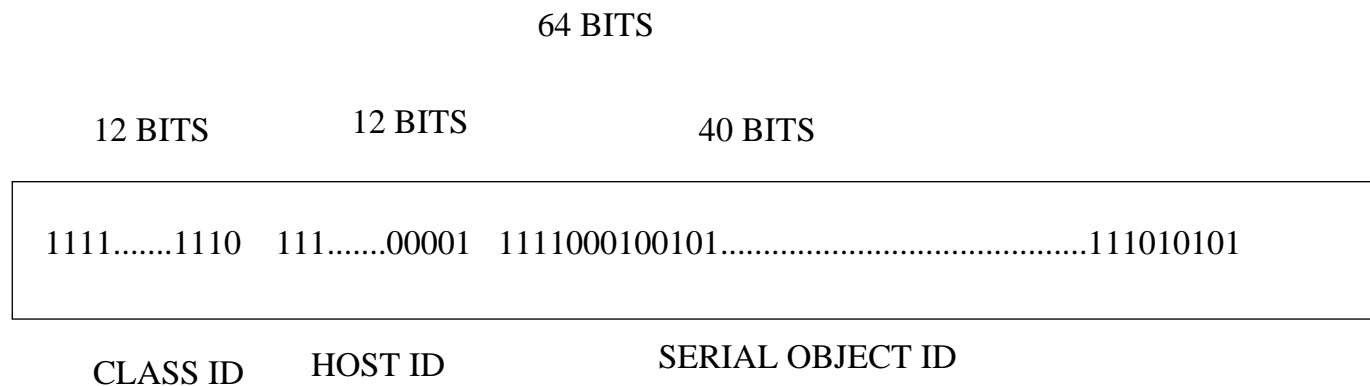 64 BITS
12 BITS 12 BITS 40 BITS
1111.......1110 111.......00001 1111000100101............................................111010101
CLASS ID HOST ID SERIAL OBJECT ID